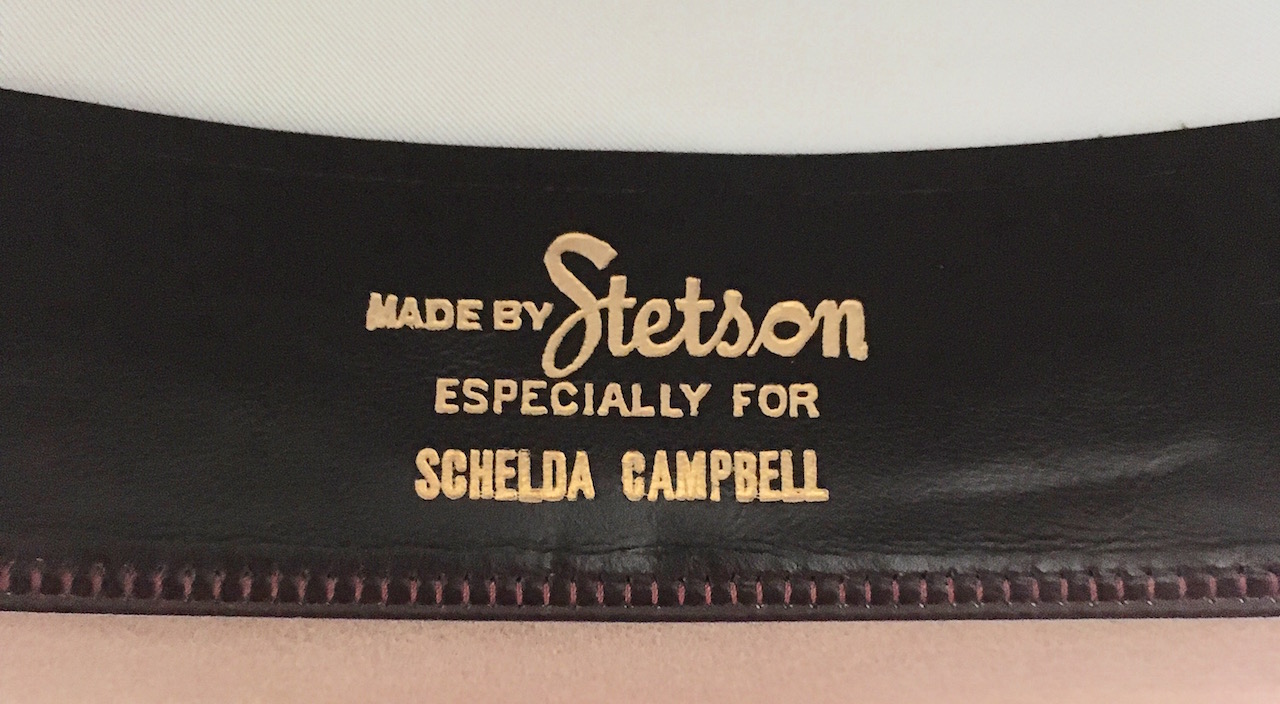 MADE BY Stetson
ESPECIALLY FOR
SCHELDA CAMPBELL